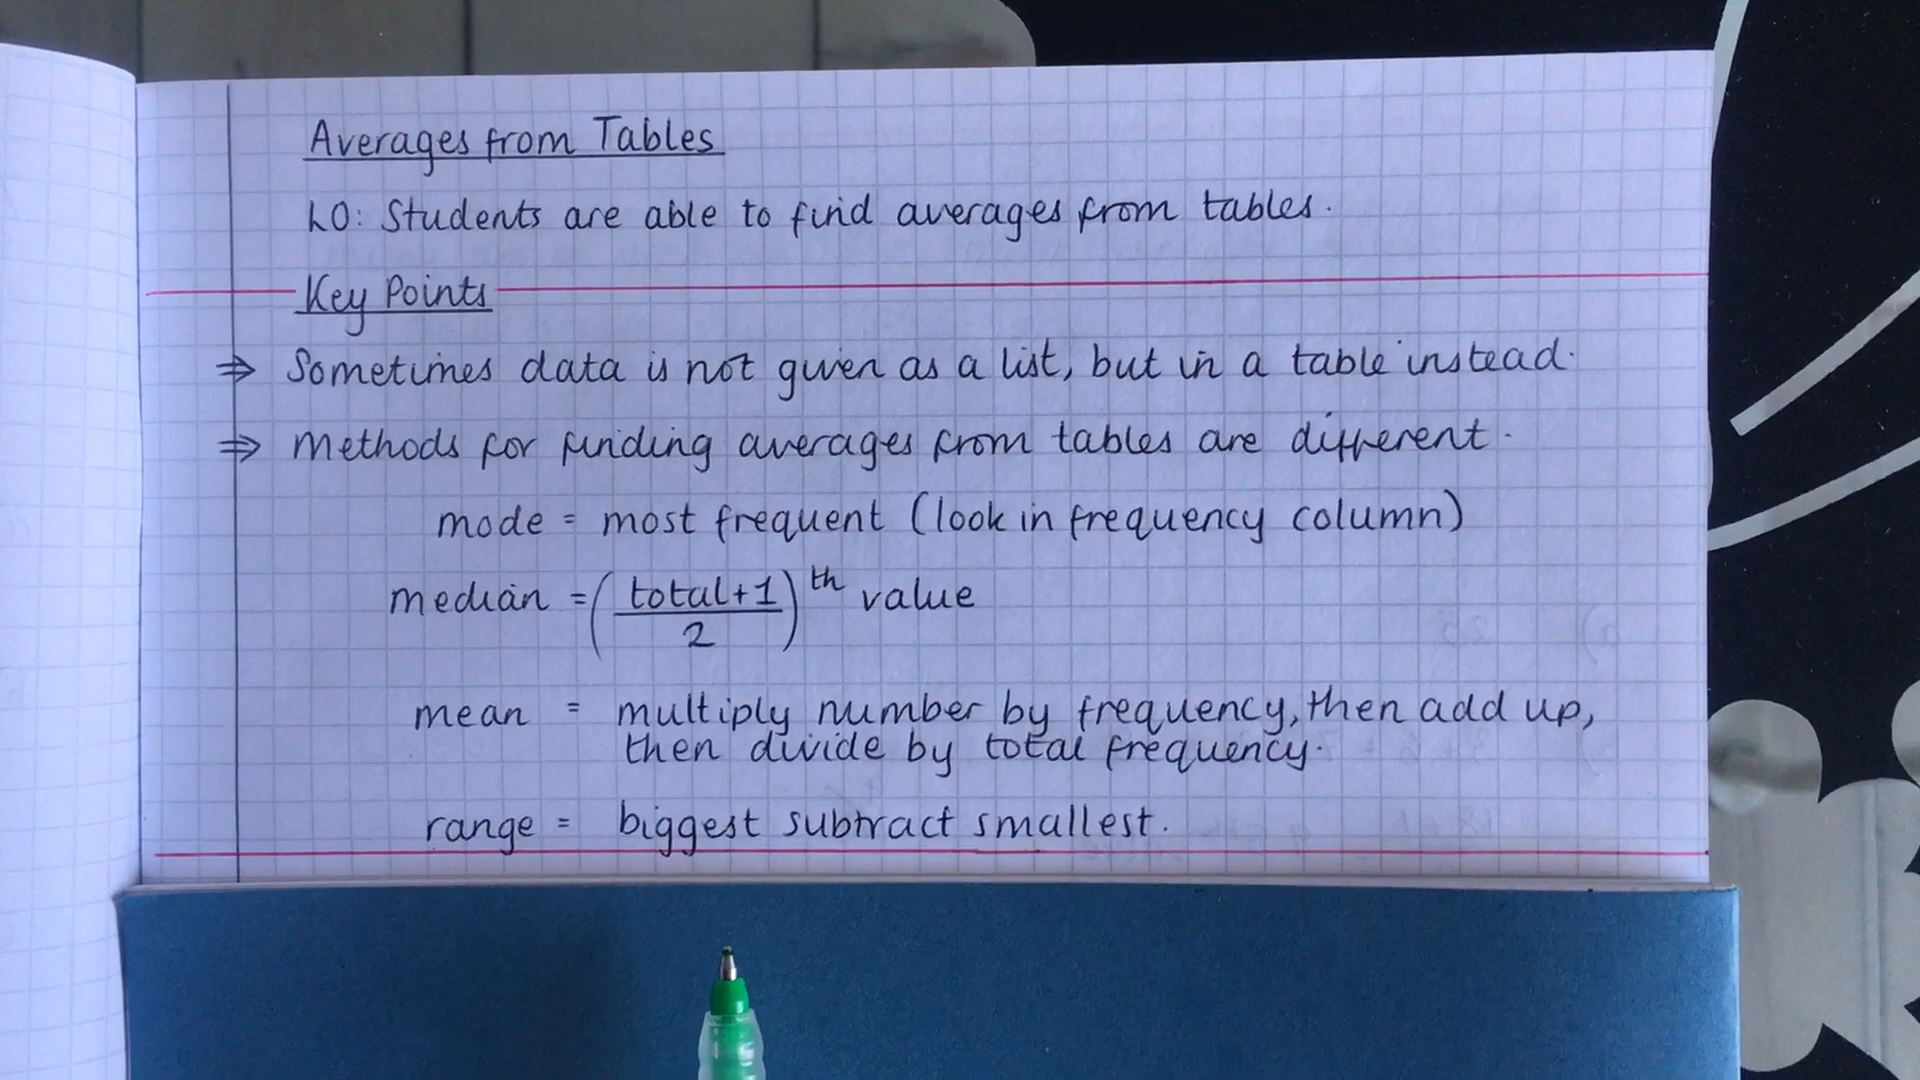 Averages from Tables
LO: Students are able to find averages from tables.
Key Points
⇒ Sometimes data is not given as a list, but in a table instead.
⇒ Methods for finding averages from tables are different.
mode = most frequent (look in frequency column)
median = (total+1/2)th value
mean = multiply number by frequency, then add up,
then divide by total frequency.
range = biggest subtract smallest.